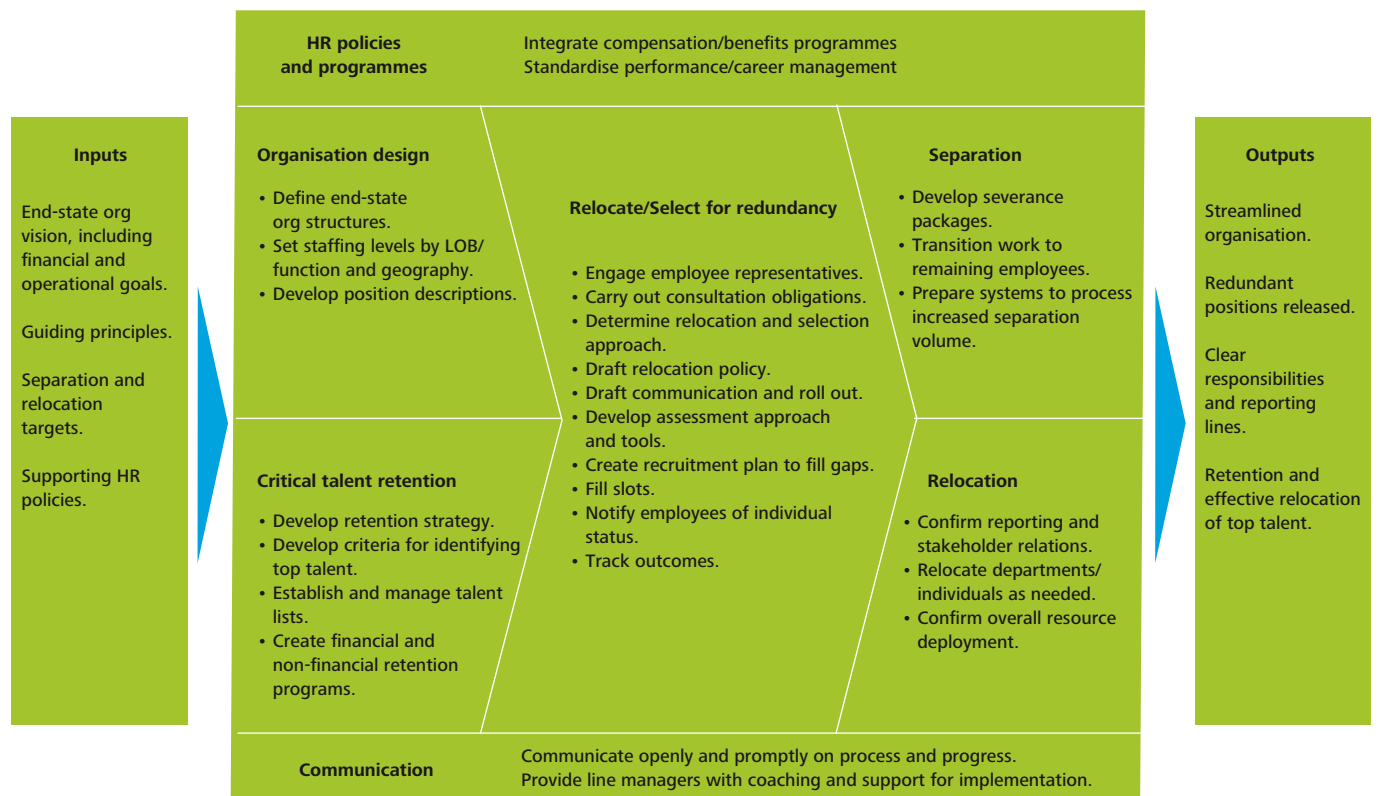 HR policies
and programmes
Integrate compensation/benefits programmes
Standardise performance/career management
Inputs
End-state org
vision, including
financial and
operational goals.
Guiding principles.
Separation and
relocation
targets.
Supporting HR
policies.
Organisation design
• Define end-state
org structures.
• Set staffing levels by LOB/
function and geography.
• Develop position descriptions.
Critical talent retention
• Develop retention strategy.
• Develop criteria for identifying
top talent.
• Establish and manage talent
lists.
• Create financial and
non-financial retention
programs.
Relocate/Select for redundancy
• Engage employee representatives.
• Carry out consultation obligations.
• Determine relocation and selection
approach.
• Draft relocation policy.
• Draft communication and roll out.
• Develop assessment approach
and tools.
• Create recruitment plan to fill gaps.
• Fill slots.
• Notify employees of individual
status.
• Track outcomes.
Separation
• Develop severance
packages.
• Transition work to
remaining employees.
• Prepare systems to process
increased separation
volume.
Relocation
• Confirm reporting and
stakeholder relations.
• Relocate departments/
individuals as needed.
• Confirm overall resource
deployment.
Outputs
Streamlined
organisation.
Redundant
positions released.
Clear
responsibilities
and reporting
lines.
Retention and
effective relocation
of top talent.
Communication
Communicate openly and promptly on process and progress.
Provide line managers with coaching and support for implementation.